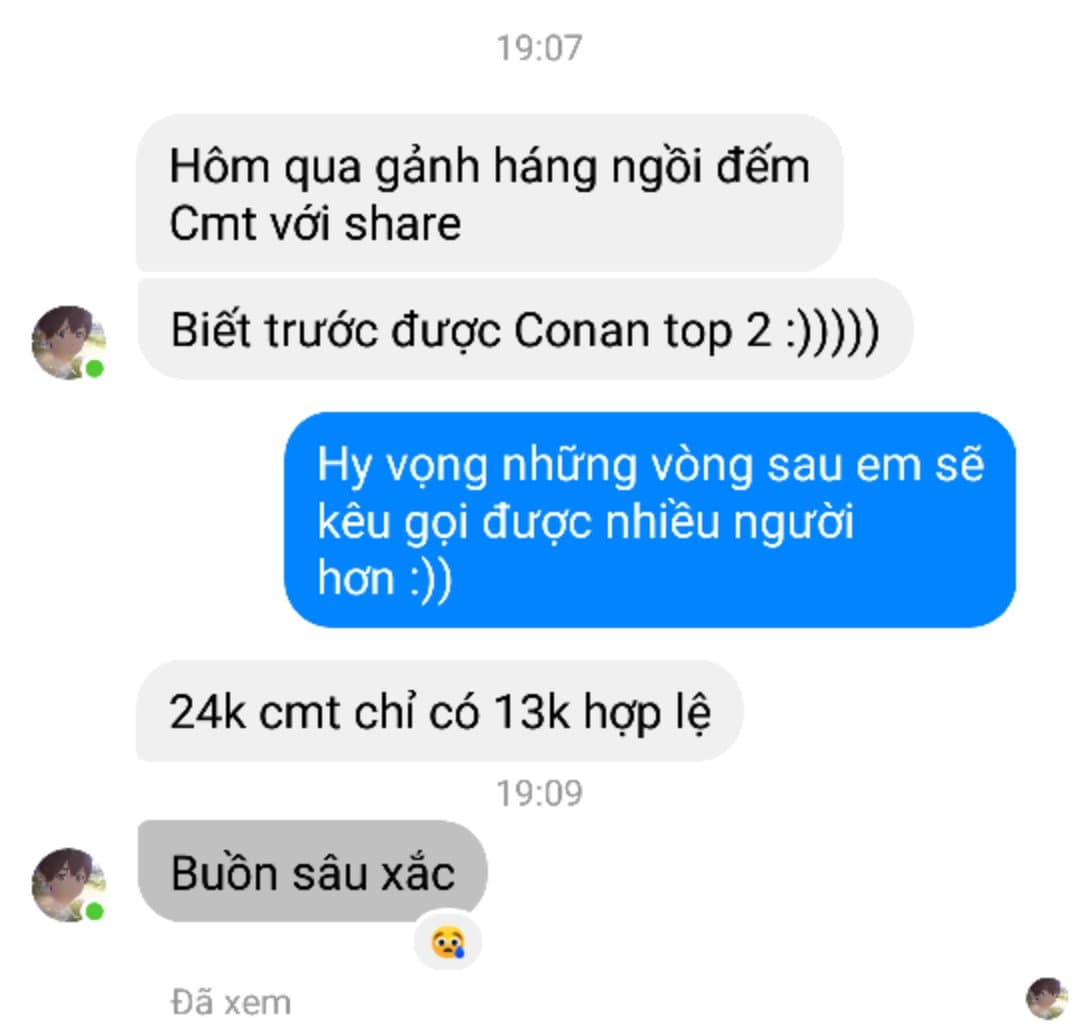 19:07
Hôm qua gảnh háng ngồi đếm
Cmt với share
Biết trước được Conan top 2 :)))))
Hy vọng những vòng sau em sẽ
kêu gọi được nhiều người
hơn :))
24k cmt chỉ có 13k hợp lệ
19:09
Buồn sâu xắc
Đã xem